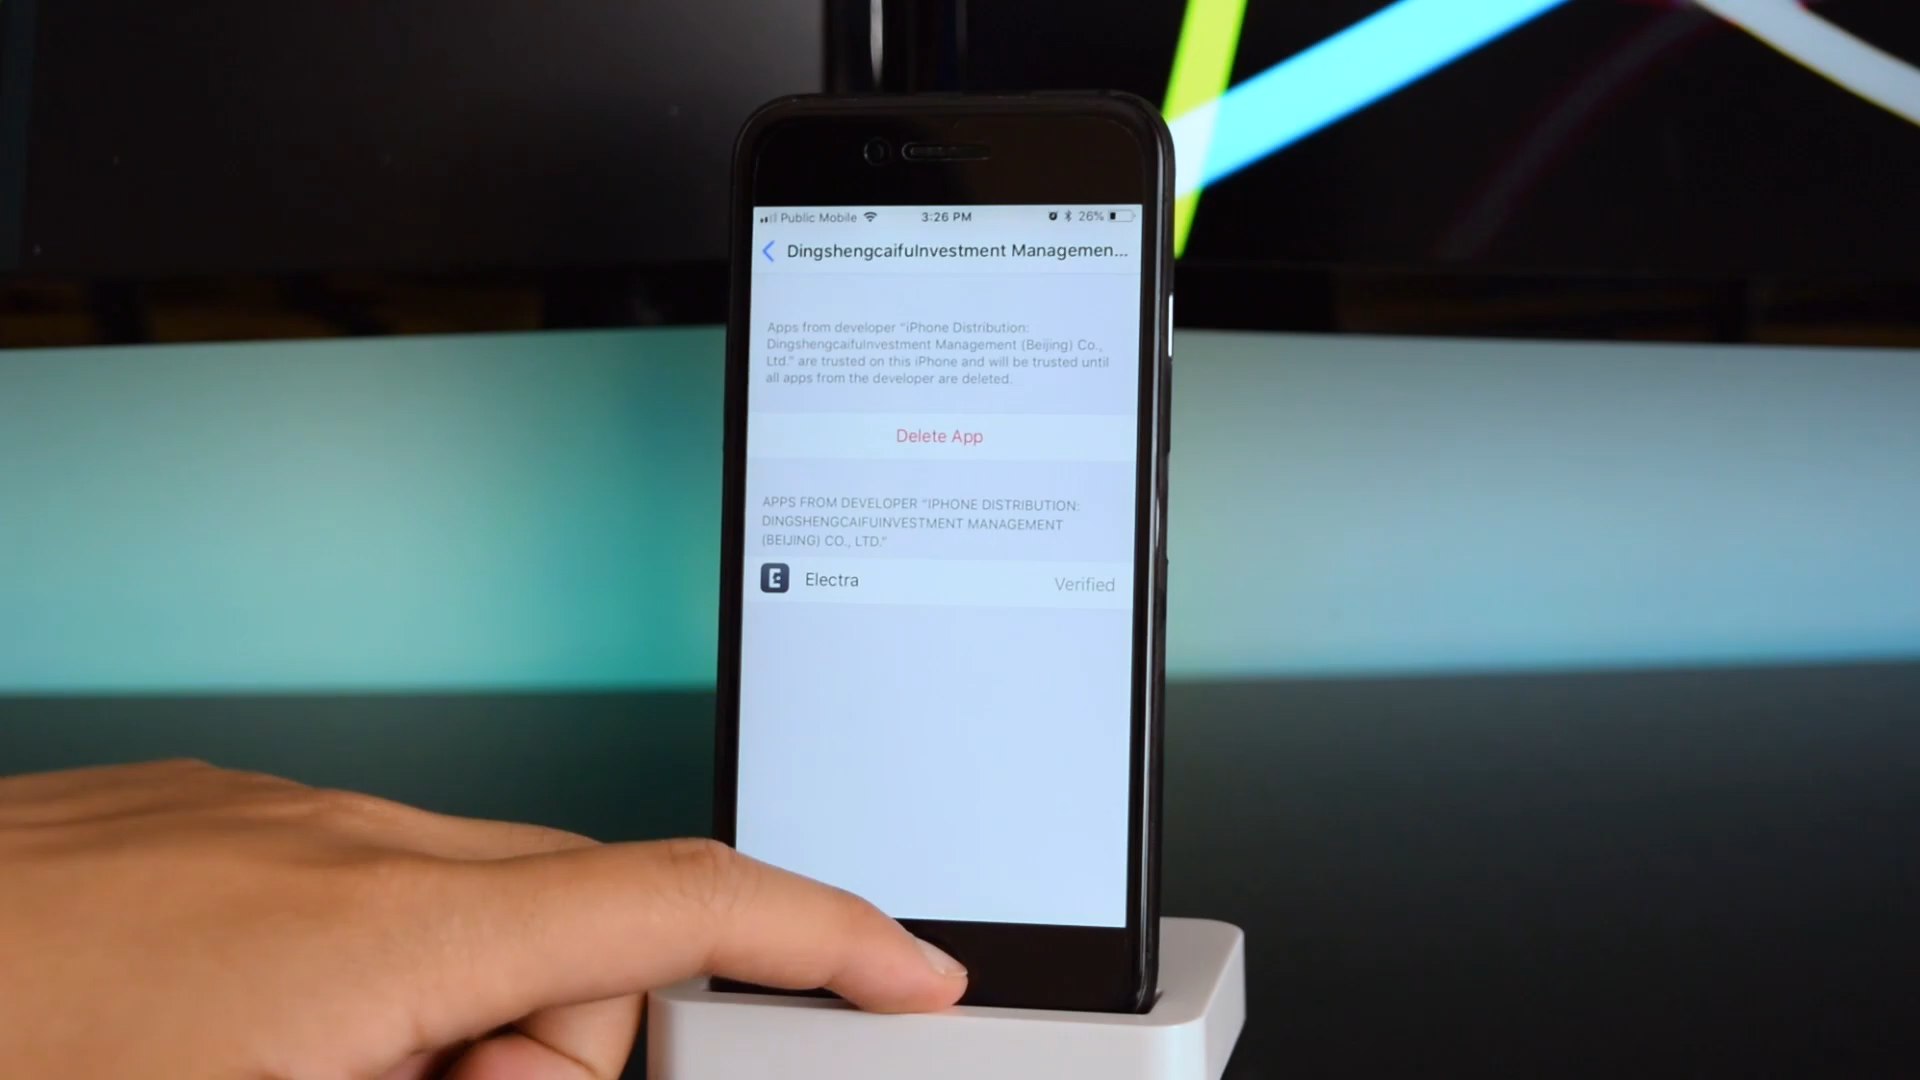 Public Mobile 3:26 PM 26%
DingshengcaifuInvestment Managemen...
Apps from developer "iPhone Distribution:
DingshengcaifuInvestment Management (Beijing) Co.,
Ltd." are trusted on this iPhone and will be trusted until
all apps from the developer are deleted.
Delete App
APPS FROM DEVELOPER "IPHONE DISTRIBUTION:
DINGSHENGCAIFUINVESTMENT MANAGEMENT
(BEIJING) CO., LTD."
E Electra Verified